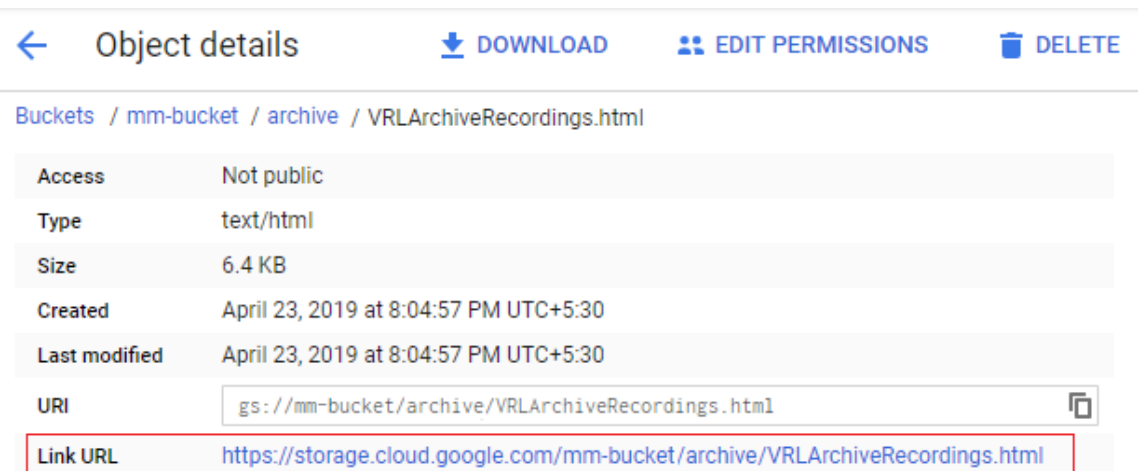 Object details DOWNLOAD EDIT PERMISSIONS DELETE
Buckets / mm-bucket / archive / VRLArchiveRecordings.html
Access Not public
Type text/html
Size 6.4 KB
Created April 23, 2019 at 8:04:57 PM UTC+5:30
Last modified April 23, 2019 at 8:04:57 PM UTC+5:30
URI gs://mm-bucket/archive/VRLArchiveRecordings.html
Link URL https://storage.cloud.google.com/mm-bucket/archive/VRLArchiveRecordings.html